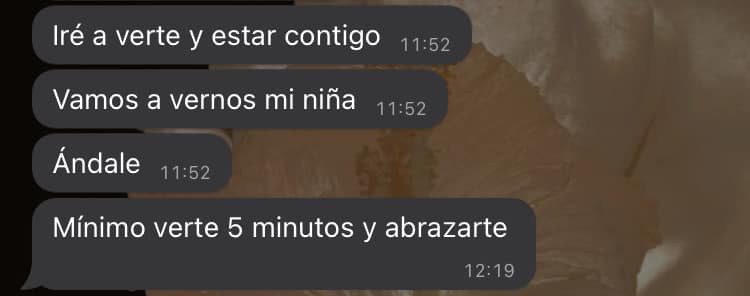 Iré a verte y estar contigo 11:52
Vamos a vernos mi niña 11:52
Ándale 11:52
Mínimo verte 5 minutos y abrazarte
12:19